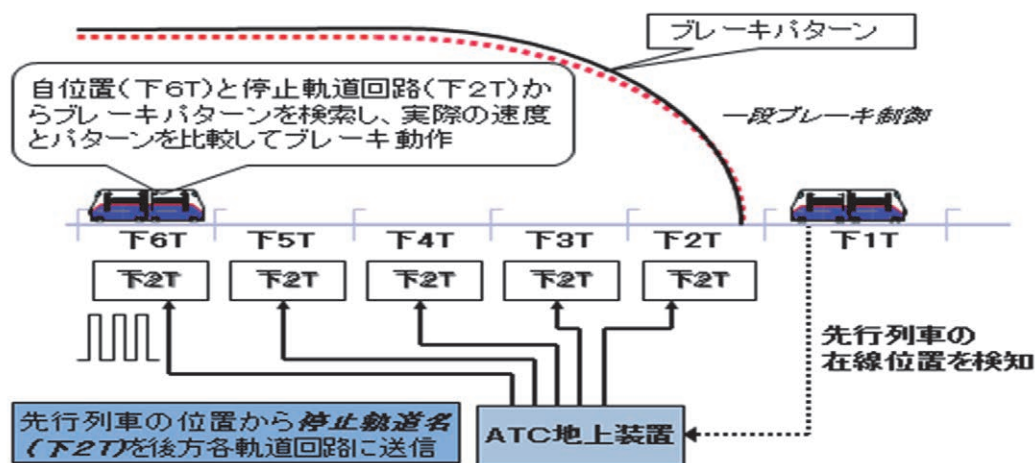 ブレーキパターン
自位置(下6T)と停止軌道回路(下2T)か
らブレーキパターンを検索し、実際の速度
とパターンを比較してブレーキ動作
一段ブレーキ制御
下6T 下5T 下4T 下3T 下2T 下1T
下2T 下2T 下2T 下2T 下2T
先行列車の
在線位置を検知
先行列車の位置から停止軌道名
(下2T)を後方各軌道回路に送信
ATC地上装置